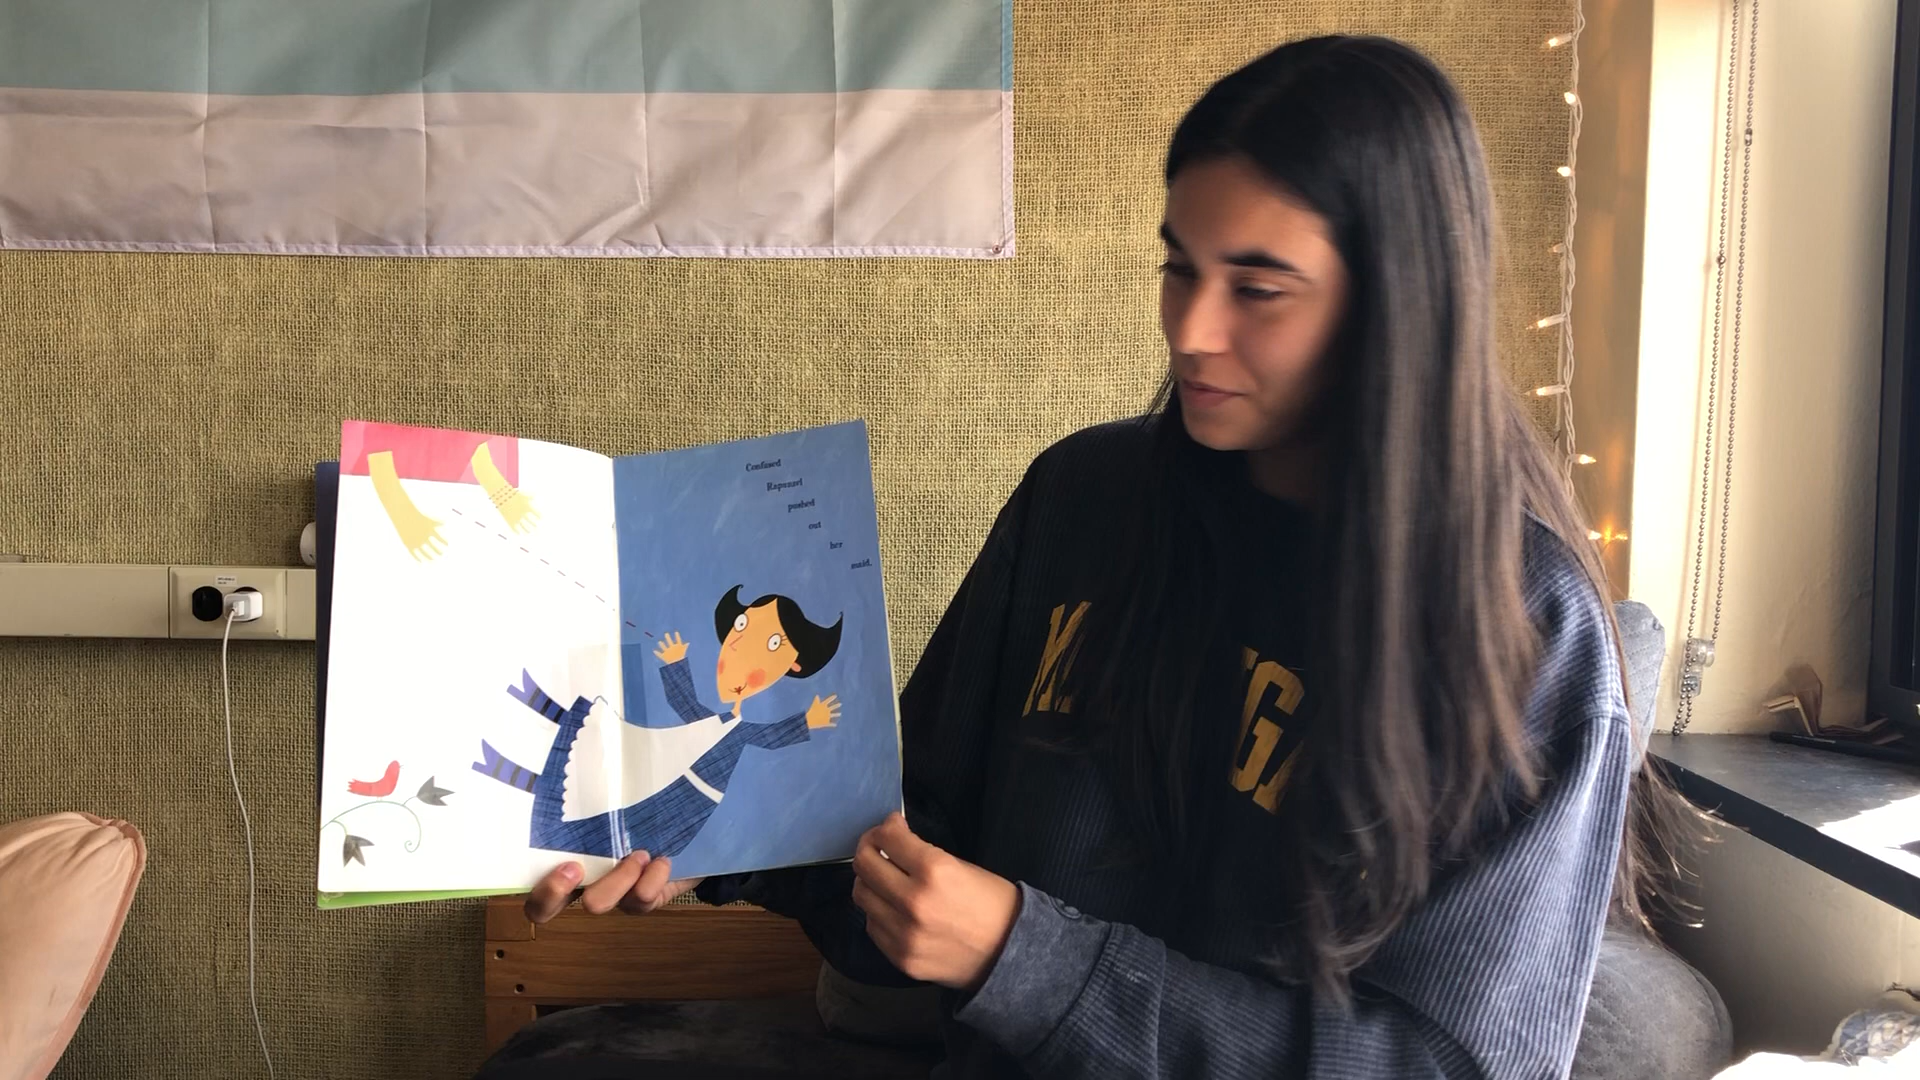 Confused
Rapunzel
pushed
out
her
maid.